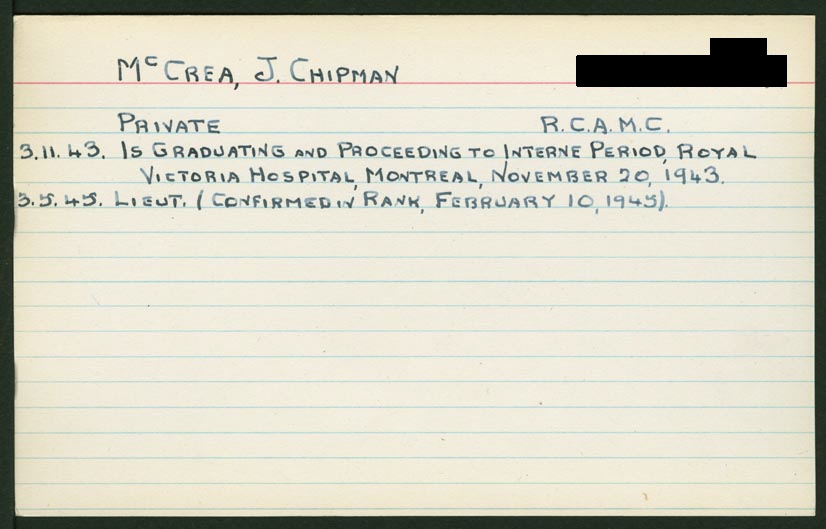 McCrea, J. Chipman
Private R.C.A.M.C.
3.11.43. Is Graduating and Proceeding to Interne Period, Royal
Victoria Hospital, Montreal, November 20, 1943.
3.5.45. Lieut. (Confirmed in Rank, February 10, 1945).